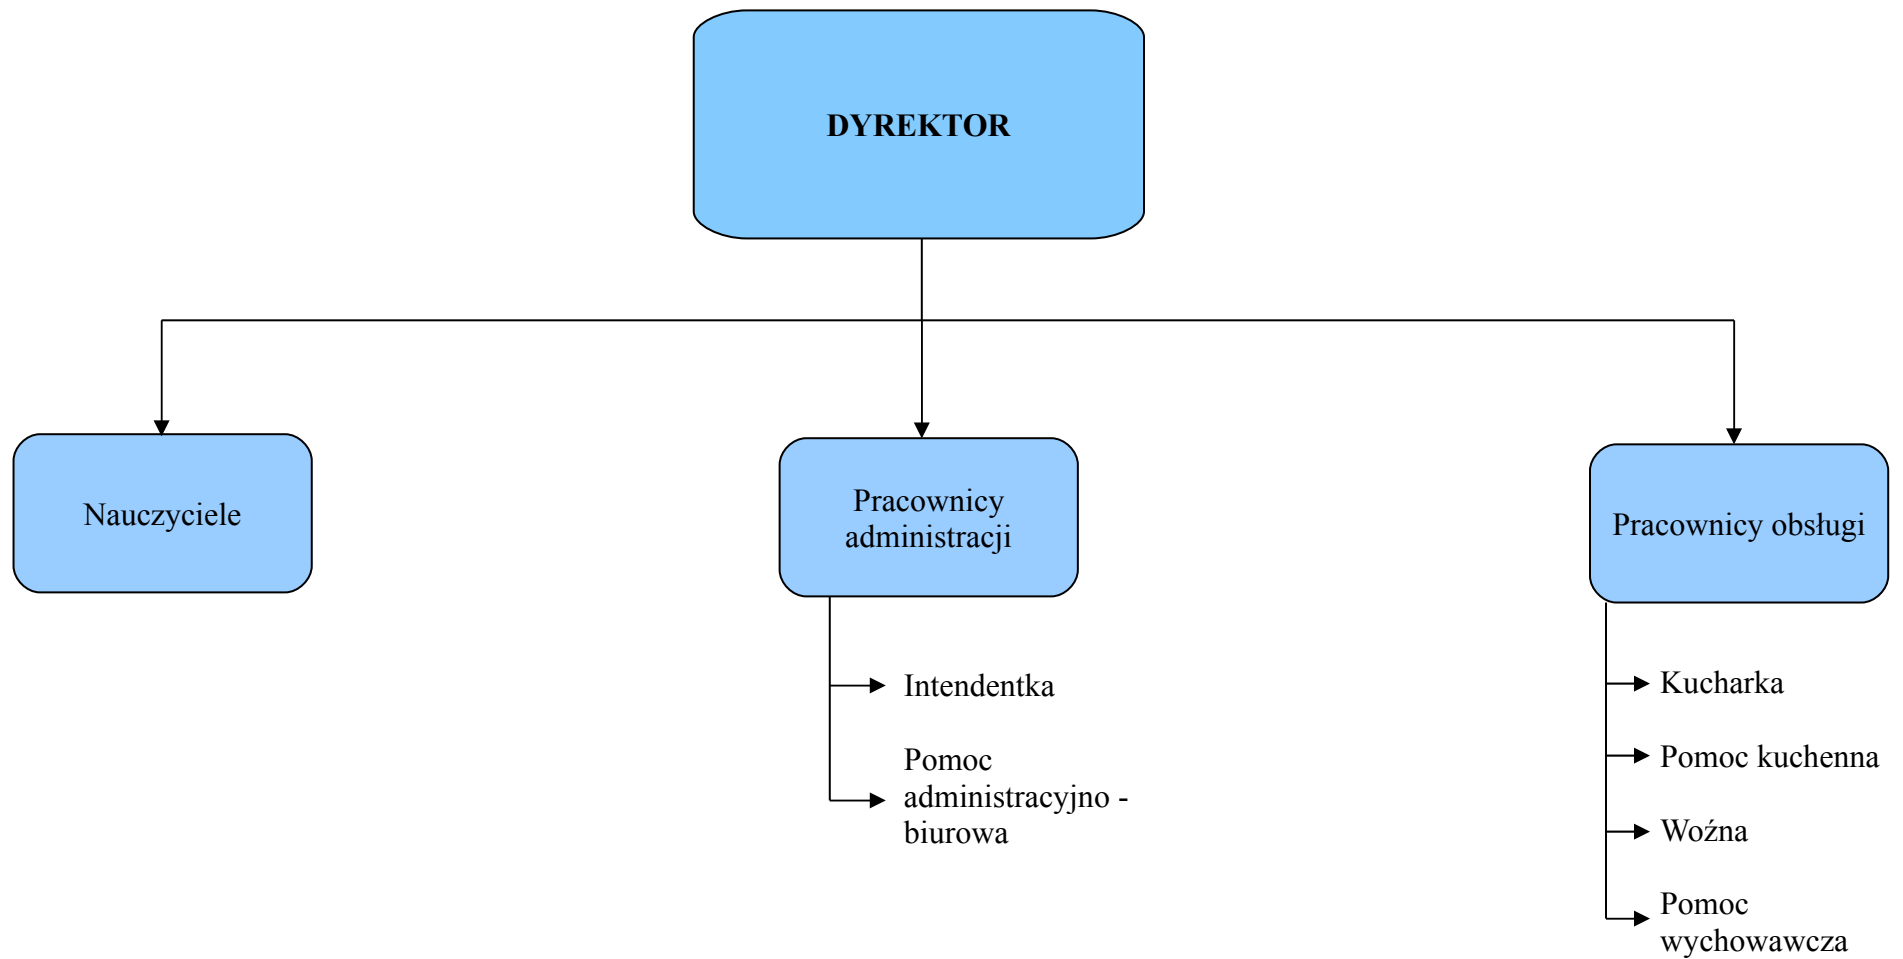 DYREKTOR
Nauczyciele
Pracownicy
administracji
Pracownicy obsługi
Intendentka
Pomoc
administracyjno -
biurowa
Kucharka
Pomoc kuchenna
Woźna
Pomoc
wychowawcza